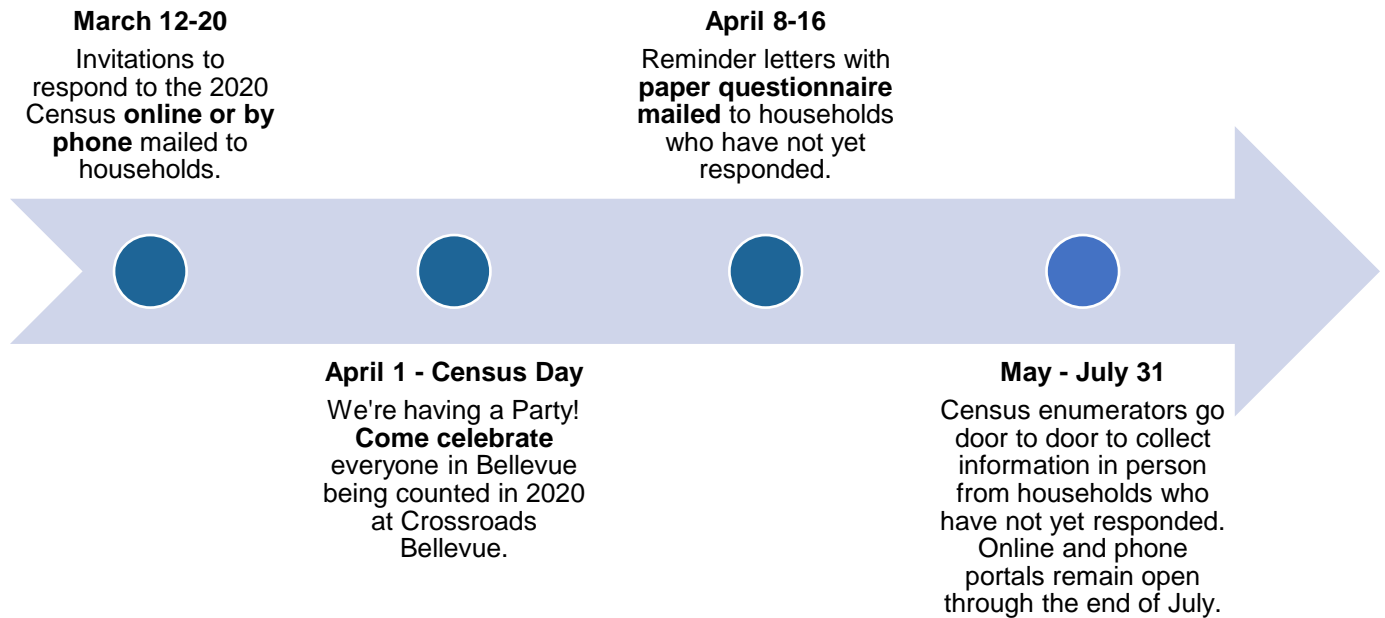 March 12-20
Invitations to
respond to the 2020
Census online or by
phone mailed to
households.
April 1 - Census Day
We're having a Party!
Come celebrate
everyone in Bellevue
being counted in 2020
at Crossroads
Bellevue.
April 8-16
Reminder letters with
paper questionnaire
mailed to households
who have not yet
responded.
May - July 31
Census enumerators go
door to door to collect
information in person
from households who
have not yet responded.
Online and phone
portals remain open
through the end of July.